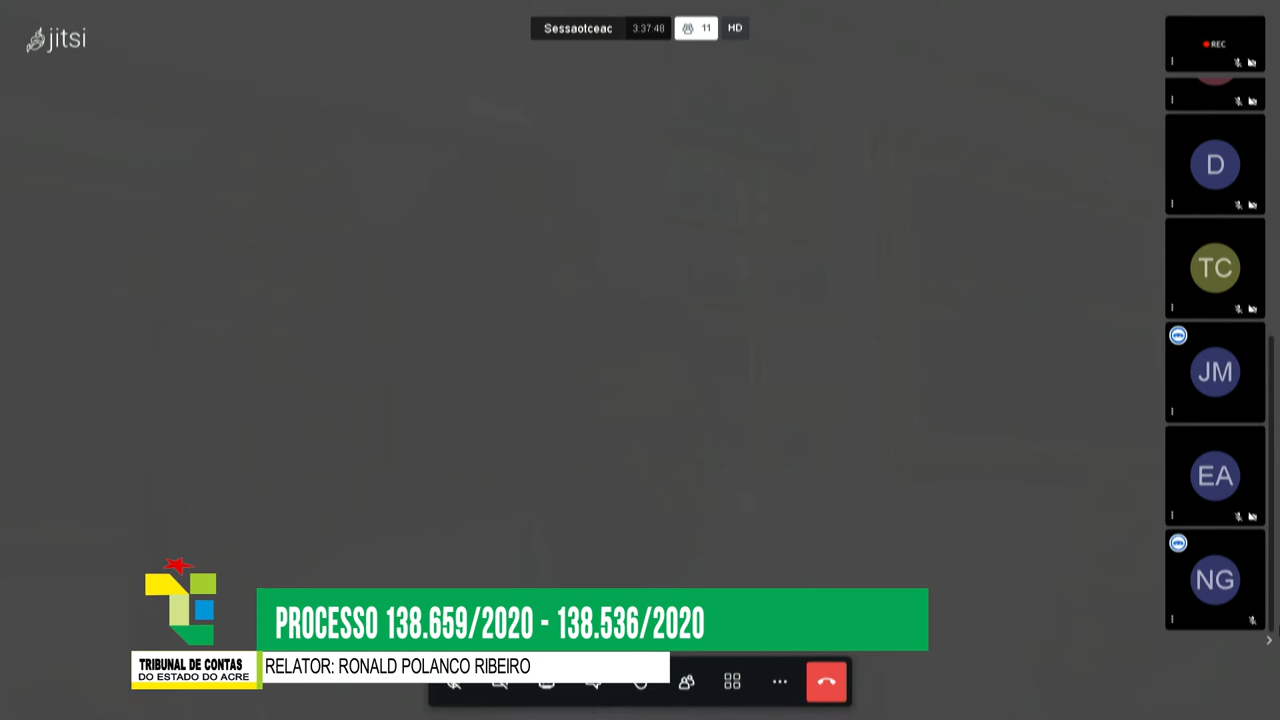 jitsi
Sessaotceac 3:37:48 11 HD
REC
D
TC
JM
EA
NG
PROCESSO 138.659/2020 - 138.536/2020
TRIBUNAL DE CONTAS
DO ESTADO DO ACRE
RELATOR: RONALD POLANCO RIBEIRO